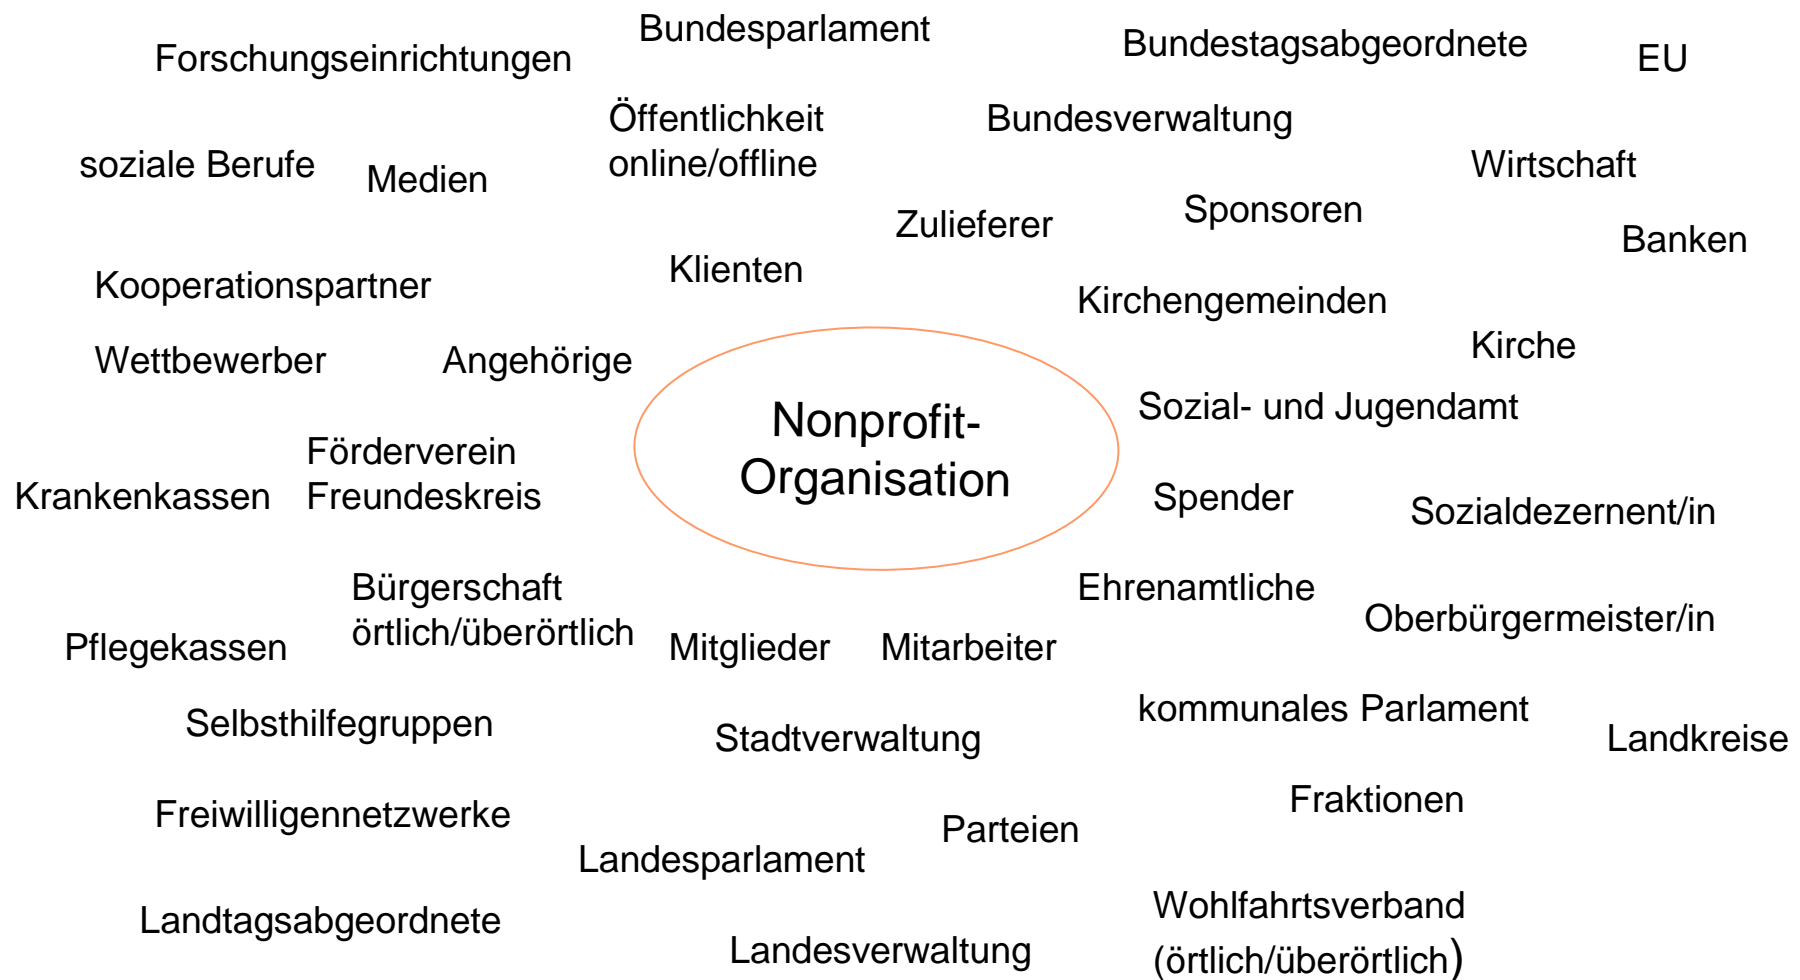 Bundesparlament
Forschungseinrichtungen
Bundestagsabgeordnete
EU
Öffentlichkeit
online/offline
Bundesverwaltung
soziale Berufe
Medien
Wirtschaft
Zulieferer
Sponsoren
Banken
Kooperationspartner
Klienten
Kirchengemeinden
Wettbewerber
Angehörige
Kirche
Nonprofit-
Organisation
Sozial- und Jugendamt
Krankenkassen
Förderverein
Freundeskreis
Spender
Sozialdezernent/in
Bürgerschaft
örtlich/überörtlich
Ehrenamtliche
Oberbürgermeister/in
Pflegekassen
Mitglieder
Mitarbeiter
Selbsthilfegruppen
Stadtverwaltung
kommunales Parlament
Landkreise
Freiwilligennetzwerke
Fraktionen
Parteien
Landesparlament
Landtagsabgeordnete
Landesverwaltung
Wohlfahrtsverband
(örtlich/überörtlich)